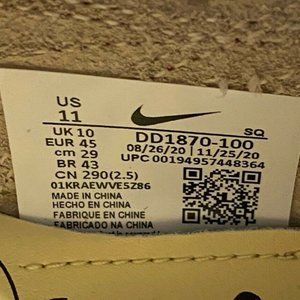 US
11
UK 10
EUR 45
cm 29
BR 43
CN 290(2.5)
01KRAEWVESZ86
MADE IN CHINA
HECHO EN CHINA
FABRIQUE EN CHINE
FABRICADO NA CHINA
SQ
DD1870-100
08/26/20 11/25/20
UPC 00194957448364